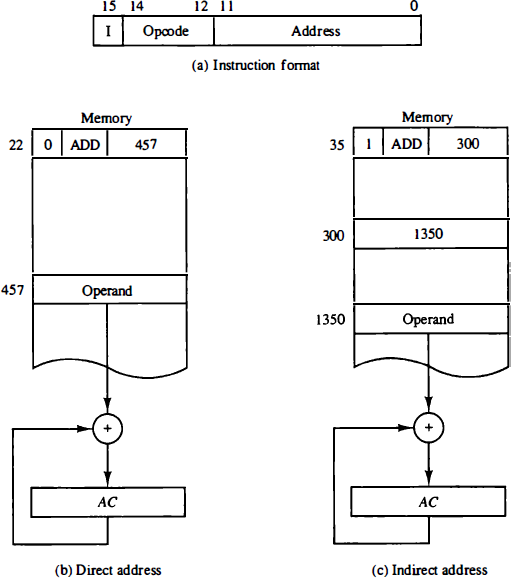 15 14 12 11 0
I Opcode Address
(a) Instruction format
Memory
22 0 ADD 457
457 Operand
+
AC
(b) Direct address
Memory
35 1 ADD 300
300 1350
1350 Operand
+
AC
(c) Indirect address